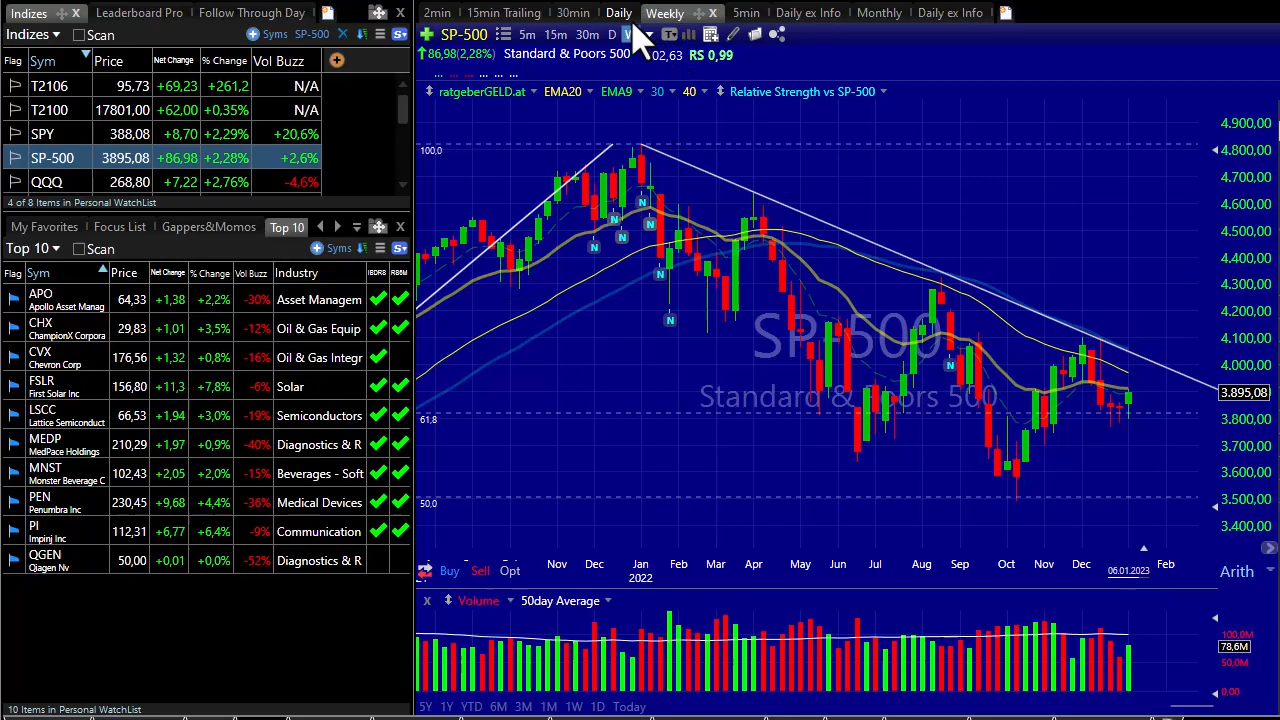 Indizes Leaderboard Pro Follow Through Day
Indizes Scan Syms SP-500
Flag Sym Price Net Change % Change Vol Buzz
T2106 95,73 +69,23 +261,2 N/A
T2100 17801,00 +62,00 +0,35% N/A
SPY 388,08 +8,70 +2,29% +20,6%
SP-500 3895,08 +86,98 +2,28% +2,6%
QQQ 268,80 +7,22 +2,76% -4,6%
4 of 8 Items in Personal WatchList
My Favorites Focus List Gappers&Momos Top 10
Top 10 Scan Syms
Flag Sym Price Net Change % Change Vol Buzz Industry IBDRB RB6M
APO 64,33 +1,38 +2,2% -30% Asset Managem
Apollo Asset Manag
CHX 29,83 +1,01 +3,5% -12% Oil & Gas Equip
ChampionX Corpora
CVX 176,56 +1,32 +0,8% -16% Oil & Gas Integr
Chevron Corp
FSLR 156,80 +11,3 +7,8% -6% Solar
First Solar Inc
LSCC 66,53 +1,94 +3,0% -19% Semiconductors
Lattice Semiconduct
MEDP 210,29 +1,97 +0,9% -40% Diagnostics & R
MedPace Holdings
MNST 102,43 +2,05 +2,0% -15% Beverages - Soft
Monster Beverage C
PEN 230,45 +9,68 +4,4% -36% Medical Devices
Penumbra Inc
PI 112,31 +6,77 +6,4% -9% Communication
Impinj Inc
QGEN 50,00 +0,01 +0,0% -52% Diagnostics & R
Qiagen Nv
10 Items in Personal WatchList
2min 15min Trailing 30min Daily Weekly 5min Daily ex Info Monthly Daily ex Info
SP-500 5m 15m 30m D W
86,98(2,28%) Standard & Poors 500 02,63 RS 0,99
ratgeberGELD.at EMA20 EMA9 30 40 Relative Strength vs SP-500
100,0
61,8
50,0
N N N N N N N N N
SP-500
Standard & Poors 500
4.900,00
4.800,00
4.700,00
4.600,00
4.500,00
4.400,00
4.300,00
4.200,00
4.100,00
4.000,00
3.895,08
3.800,00
3.700,00
3.600,00
3.500,00
3.400,00
Nov Dec Jan Feb Mar Apr May Jun Jul Aug Sep Oct Nov Dec Feb
2022 06.01.2023
Buy Sell Opt Arith
X Volume 50day Average
100,0M
78,6M
50,0M
0.00
5Y 1Y YTD 6M 3M 1M 1W 1D Today